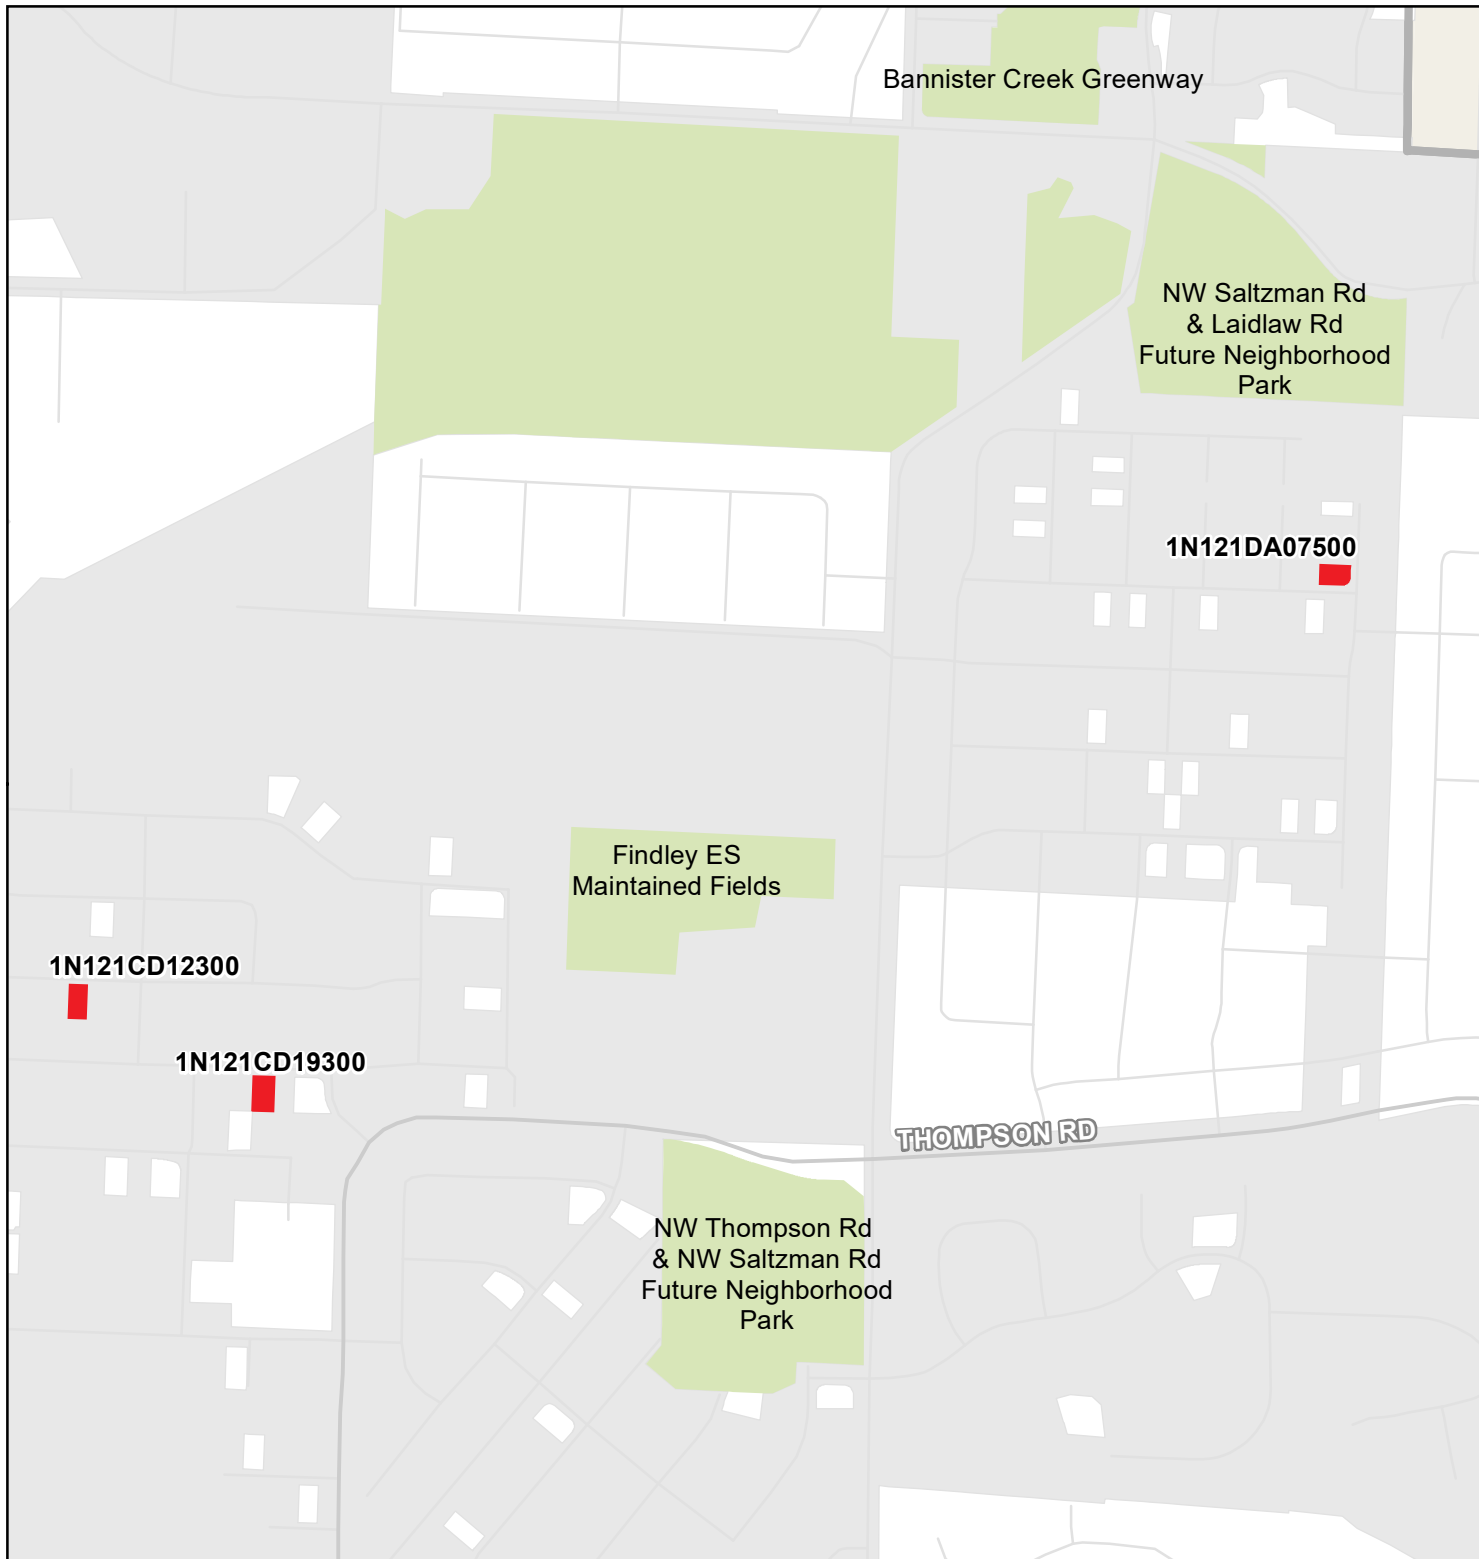 Bannister Creek Greenway
NW Saltzman Rd
& Laidlaw Rd
Future Neighborhood
Park
1N121DA07500
Findley ES
Maintained Fields
1N121CD12300
1N121CD19300
THOMPSON RD
NW Thompson Rd
& NW Saltzman Rd
Future Neighborhood
Park